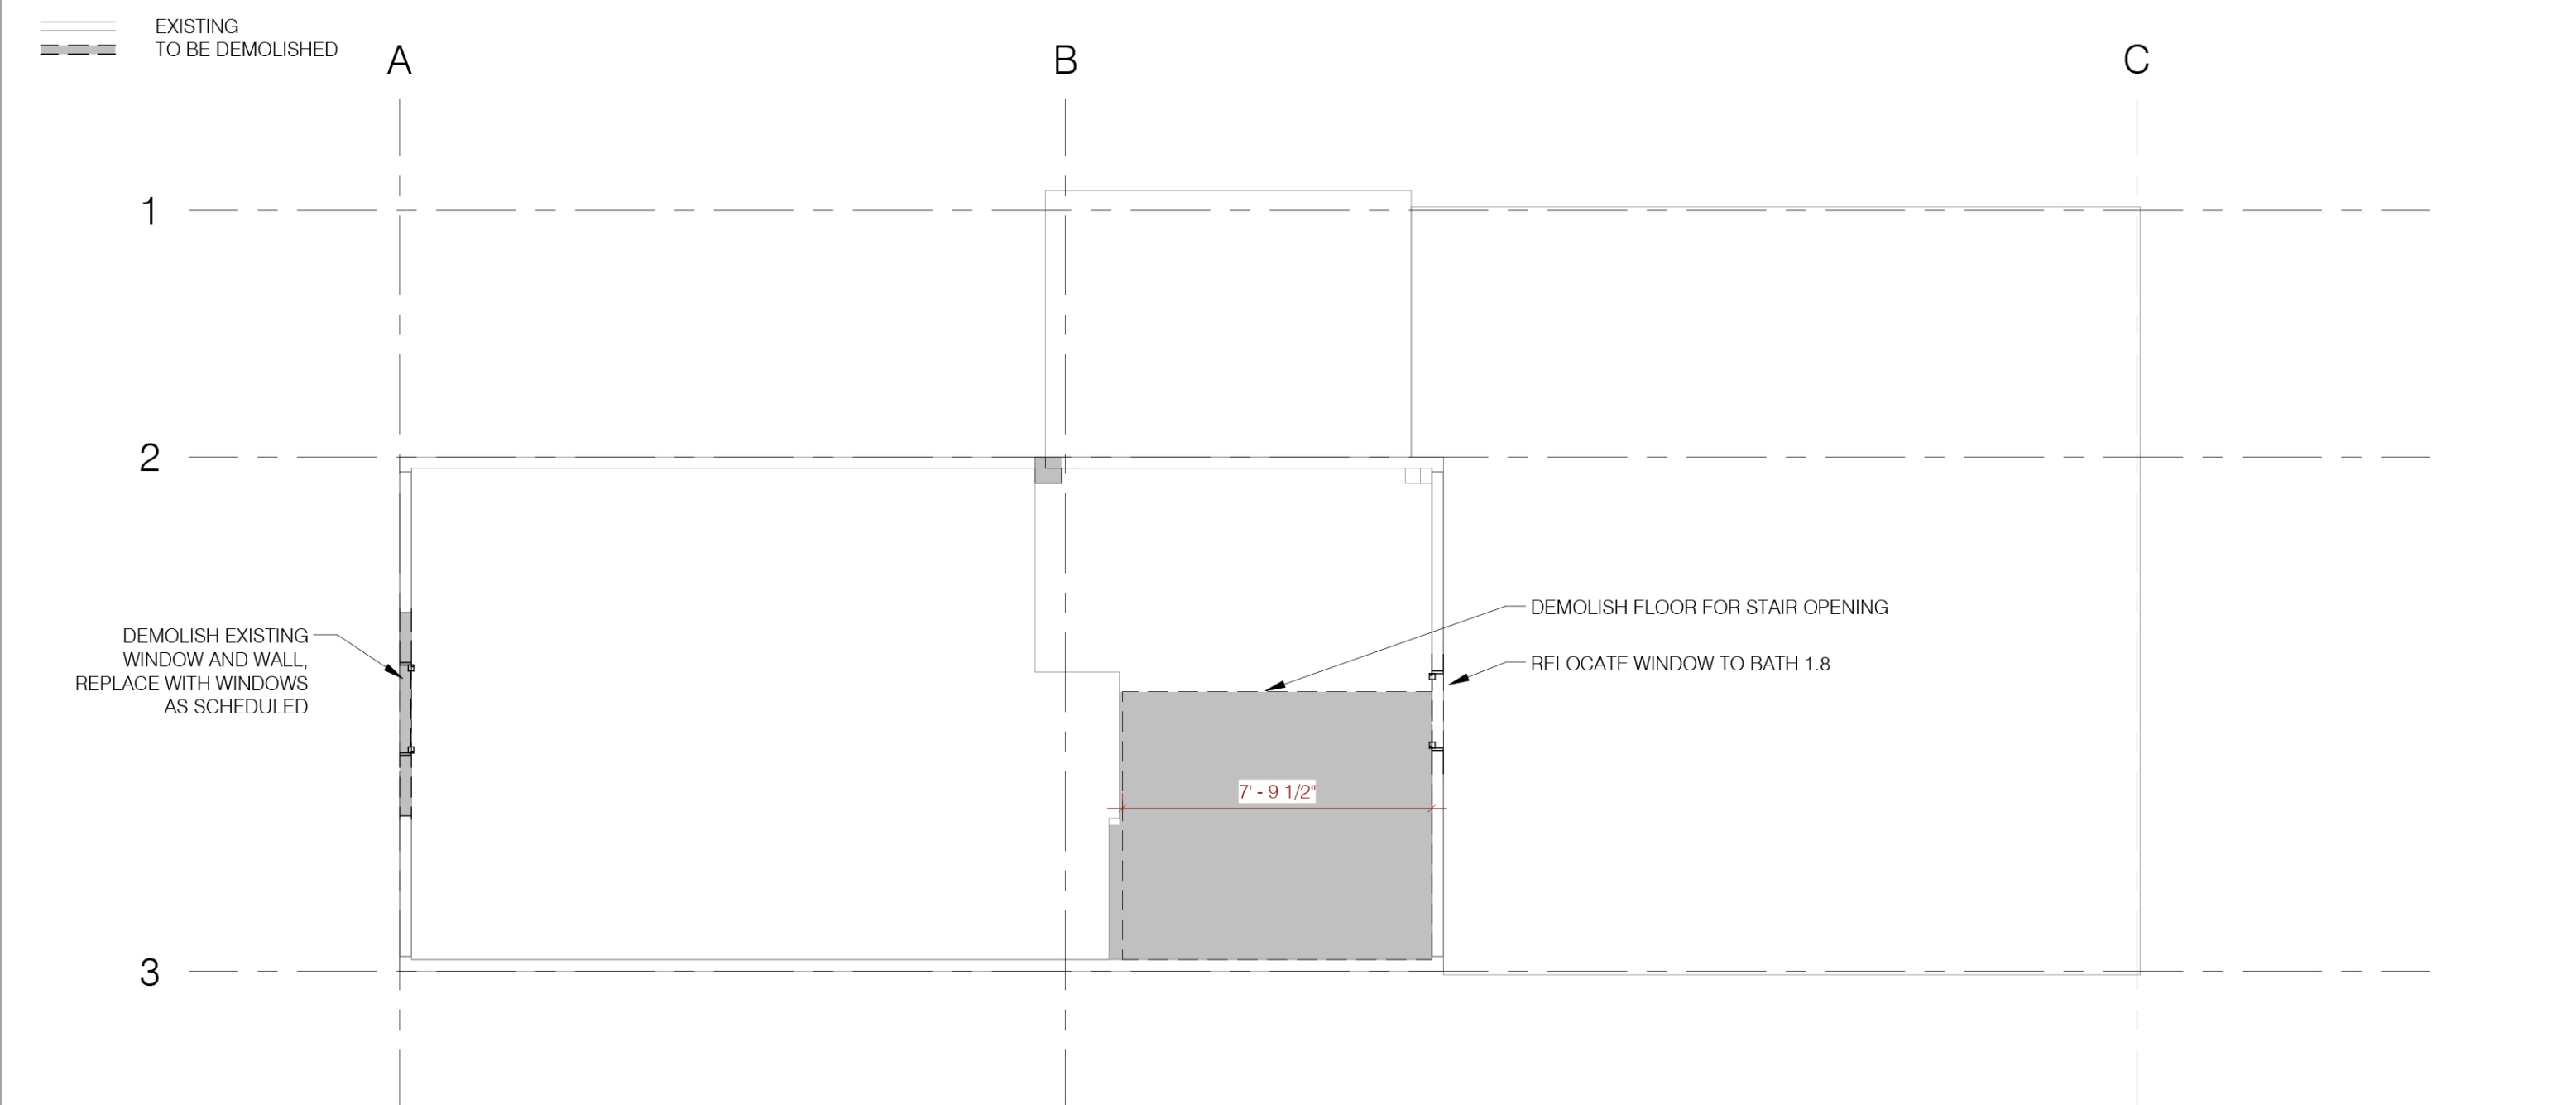 EXISTING
TO BE DEMOLISHED
A
B
C
1
2
3
DEMOLISH EXISTING
WINDOW AND WALL,
REPLACE WITH WINDOWS
AS SCHEDULED
DEMOLISH FLOOR FOR STAIR OPENING
RELOCATE WINDOW TO BATH 1.8
7' - 9 1/2"